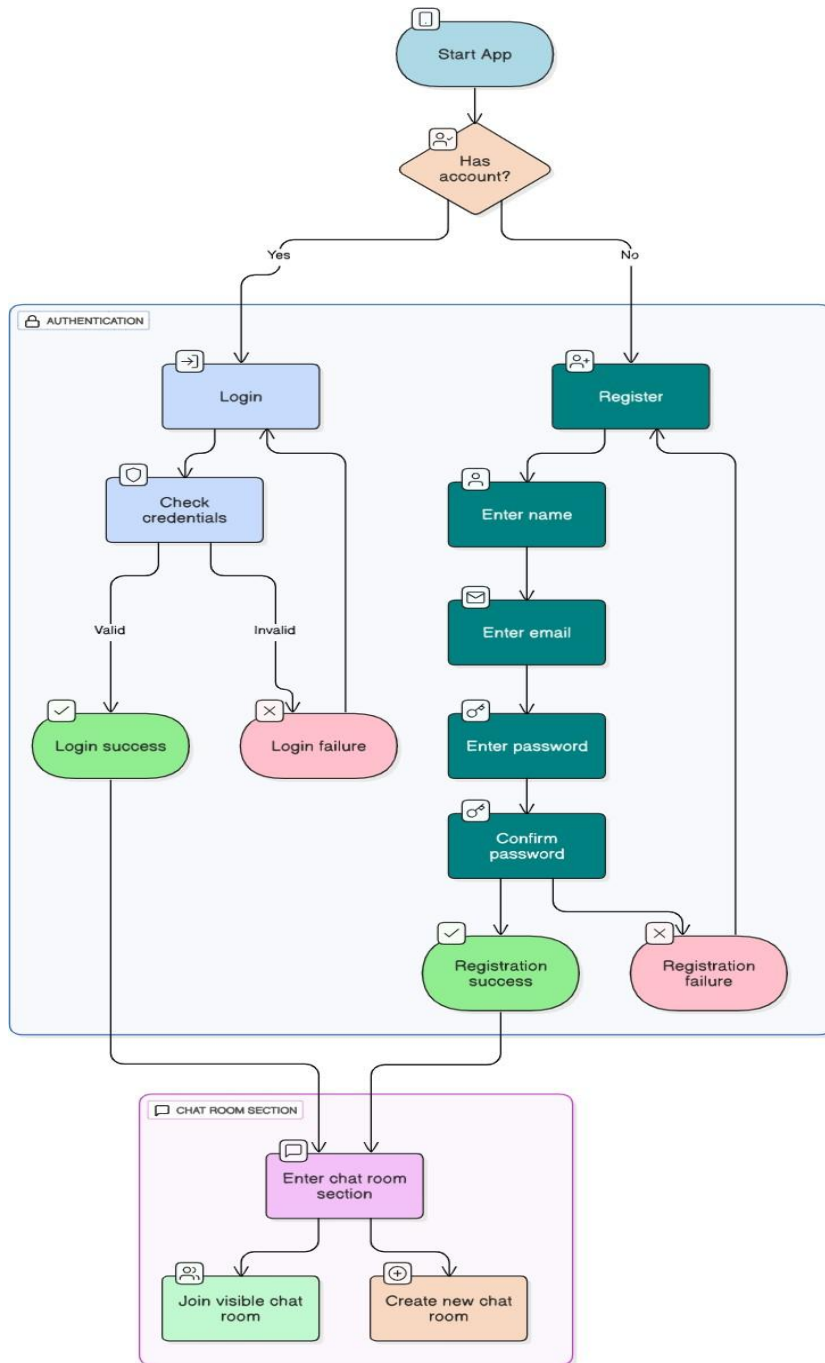 Start App
Has
account?
Yes
No
AUTHENTICATION
Login
Register
Check
credentials
Enter name
Valid
Invalid
Enter email
Login success
Login failure
Enter password
Confirm
password
Registration
success
Registration
failure
CHAT ROOM SECTION
Enter chat room
section
Join visible chat
room
Create new chat
room